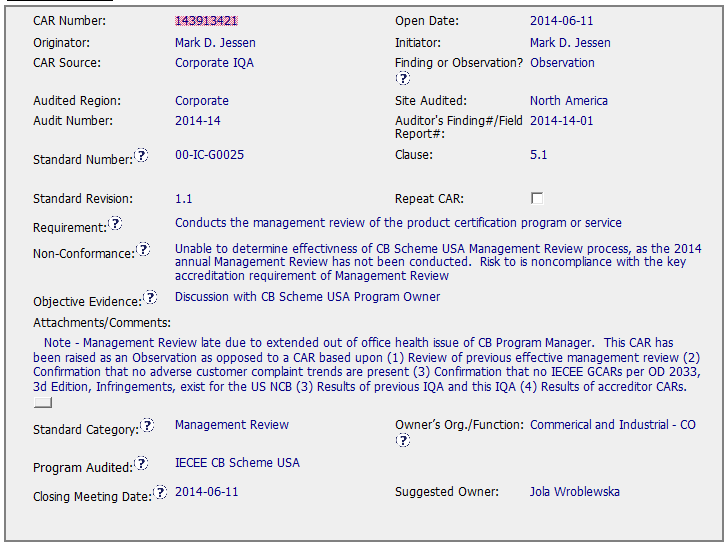 CAR Number: 143913421 Open Date: 2014-06-11
Originator: Mark D. Jessen Initiator: Mark D. Jessen
CAR Source: Corporate IQA Finding or Observation? Observation
?
Audited Region: Corporate Site Audited: North America
Audit Number: 2014-14 Auditor's Finding#/Field 2014-14-01
Report#:
Standard Number: ? 00-IC-G0025 Clause: 5.1
Standard Revision: 1.1 Repeat CAR:
Requirement: ? Conducts the management review of the product certification program or service
Non-Conformance: ? Unable to determine effectivness of CB Scheme USA Management Review process, as the 2014
annual Management Review has not been conducted. Risk to is noncompliance with the key
accreditation requirement of Management Review
Objective Evidence: ? Discussion with CB Scheme USA Program Owner
Attachments/Comments:
Note - Management Review late due to extended out of office health issue of CB Program Manager. This CAR has
been raised as an Observation as opposed to a CAR based upon (1) Review of previous effective management review (2)
Confirmation that no adverse customer complaint trends are present (3) Confirmation that no IECEE GCARs per OD 2033,
3d Edition, Infringements, exist for the US NCB (3) Results of previous IQA and this IQA (4) Results of accreditor CARs.
Standard Category: ? Management Review Owner's Org./Function: Commerical and Industrial - CO
?
Program Audited: ? IECEE CB Scheme USA
Closing Meeting Date: ? 2014-06-11 Suggested Owner: Jola Wroblewska